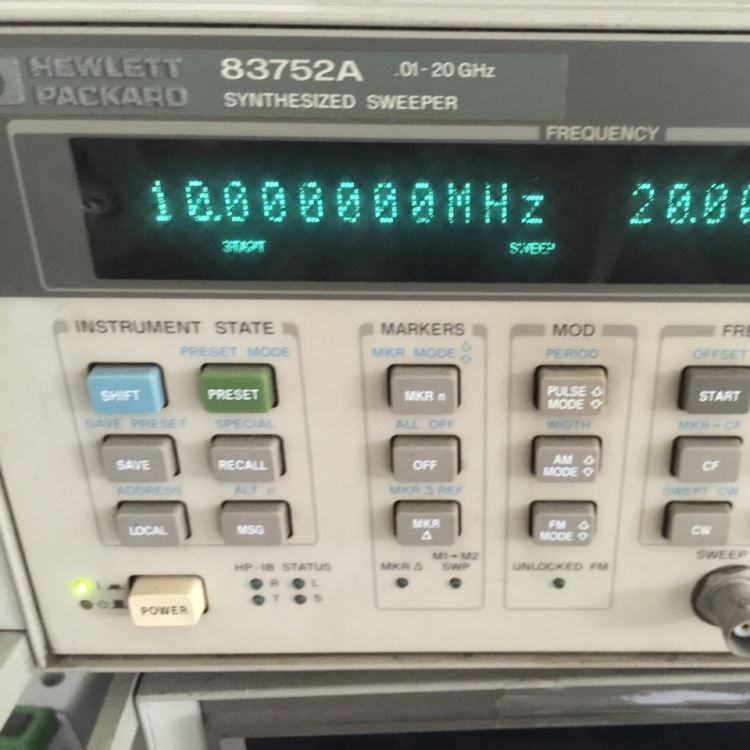 HEWLETT
PACKARD
83752A .01-20 GHz
SYNTHESIZED SWEEPER
FREQUENCY
10.000000MHz 20.00
START SWEEP
INSTRUMENT STATE
PRESET MODE
SHIFT PRESET
SAVE PRESET SPECIAL
SAVE RECALL
ADDRESS ALT n
LOCAL MSG
POWER
HP-IB STATUS
R L
T S
MARKERS
MKR MODE
MKR n
ALL OFF
OFF
MKR Δ REF
MKR
Δ
M1-M2
MKR Δ SWP
MOD
PERIOD
PULSE
MODE
WIDTH
AM
MODE
FM
MODE
UNLOCKED FM
FRE
OFFSET
START
MKR→CF
CF
SWEPT CW
CW
SWEEP